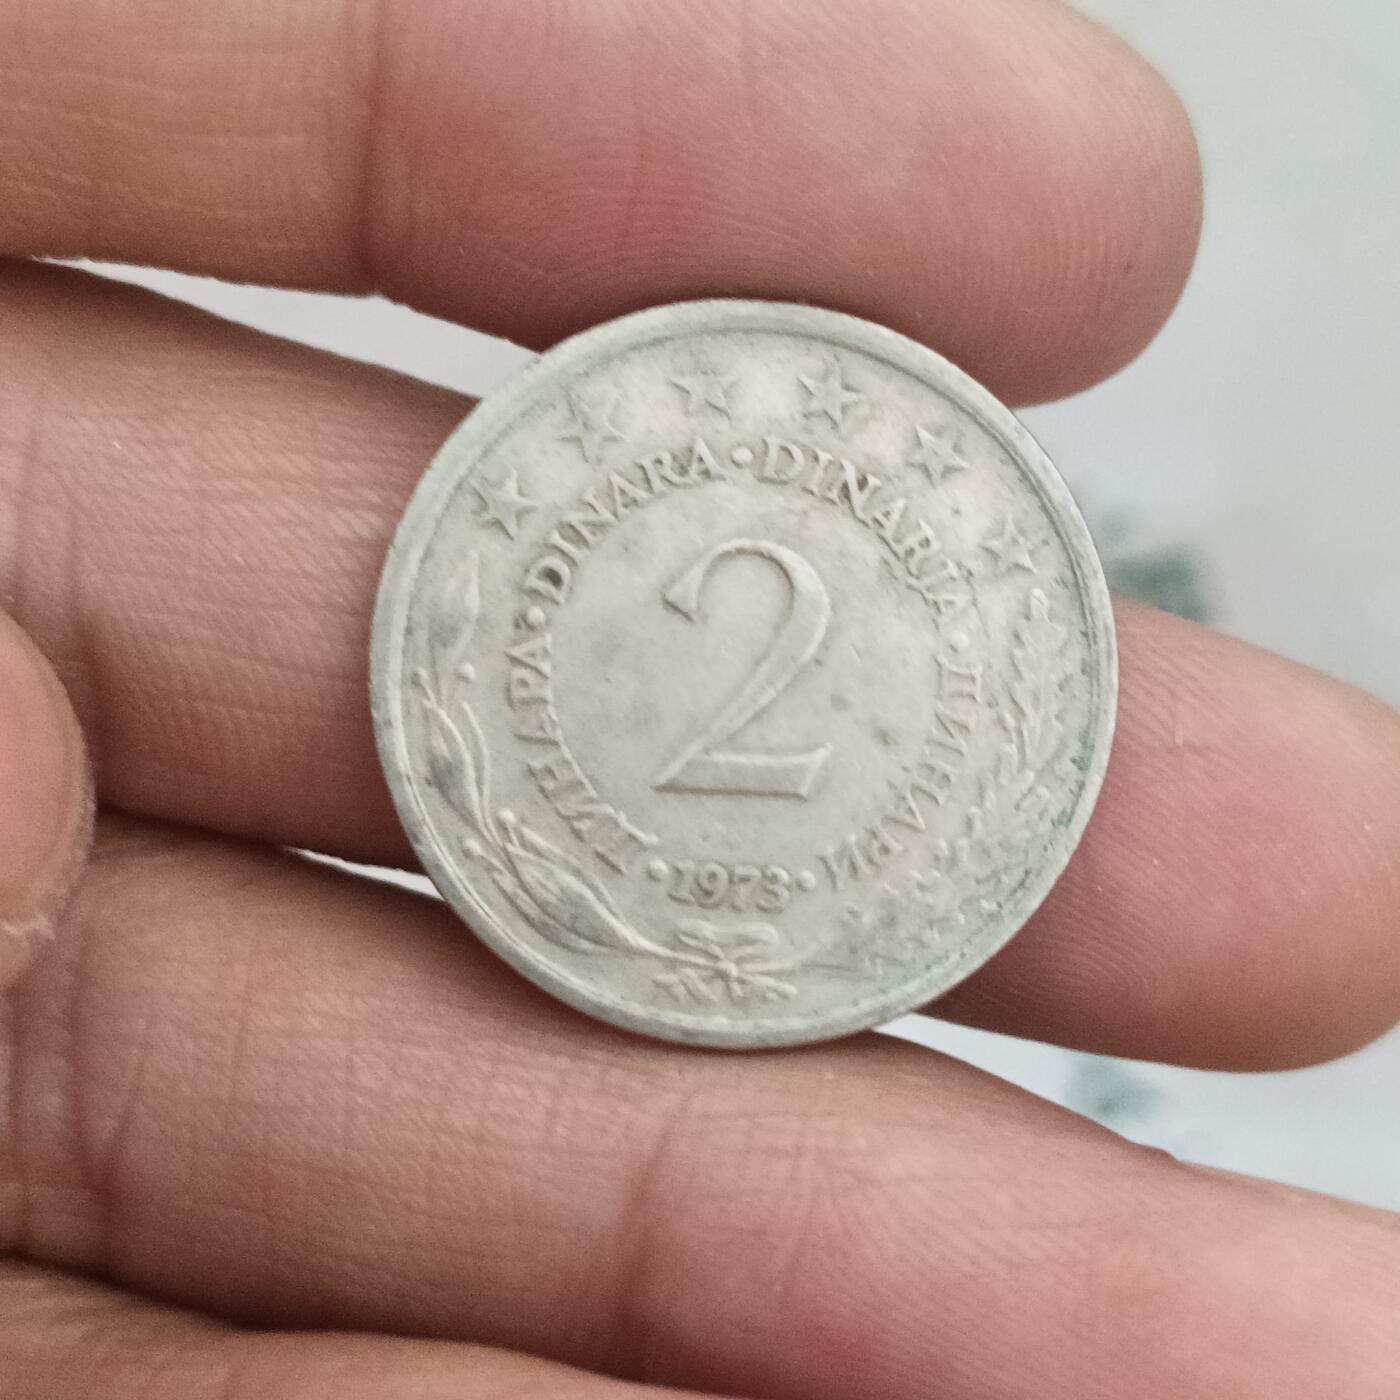 ДИНАРА • DINARA • DINARJA • ДИНАРИ
2
• 1973 •